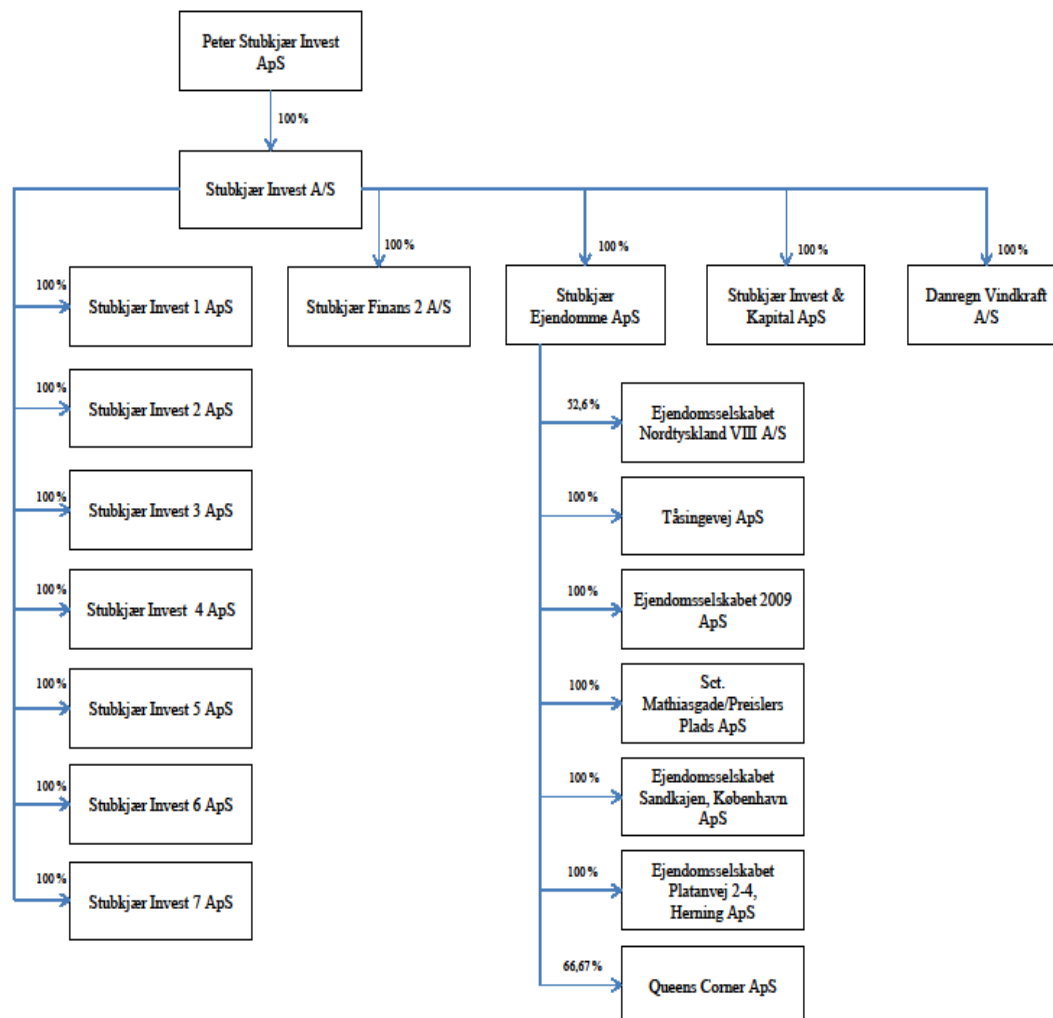 Peter Stubkjær Invest
ApS
100 %
Stubkjær Invest A/S
100 %
100 %
100 %
100 %
100 %
Stubkjær Invest 1 ApS
Stubkjær Finans 2 A/S
Stubkjær
Ejendomme ApS
Stubkjær Invest &
Kapital ApS
Danregn Vindkraft
A/S
100 %
Stubkjær Invest 2 ApS
100 %
Stubkjær Invest 3 ApS
100 %
Stubkjær Invest 4 ApS
100 %
Stubkjær Invest 5 ApS
100 %
Stubkjær Invest 6 ApS
100 %
Stubkjær Invest 7 ApS
52,6 %
Ejendomsselskabet
Nordtyskland VIII A/S
100 %
Tåsingevej ApS
100 %
Ejendomsselskabet 2009
ApS
100 %
Sct.
Mathiasgade/Preislers
Plads ApS
100 %
Ejendomsselskabet
Sandkajen, København
ApS
100 %
Ejendomsselskabet
Platanvej 2-4,
Herning ApS
66,67 %
Queens Corner ApS